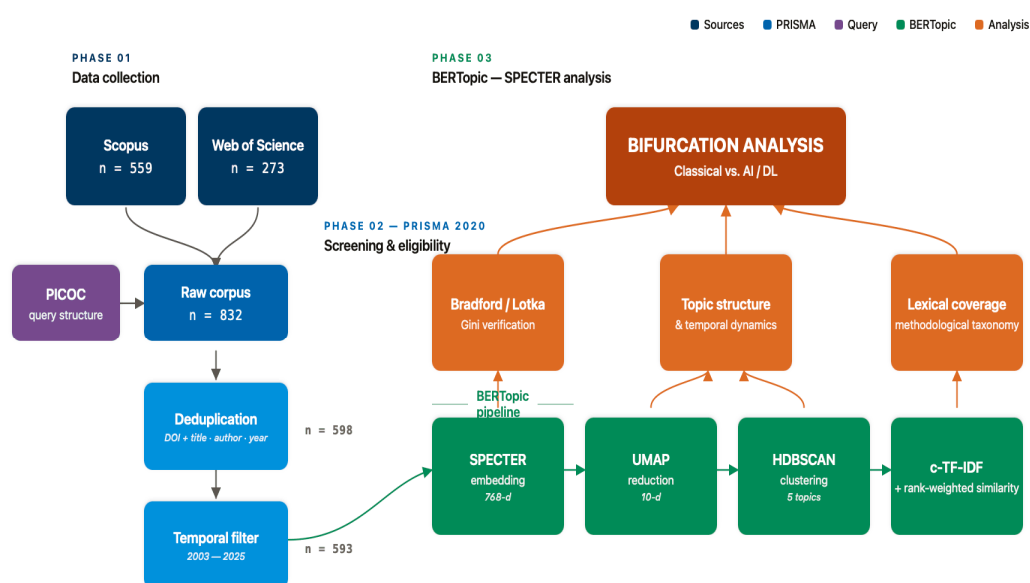 Sources PRISMA Query BERTopic Analysis
PHASE 01
Data collection
Scopus
n = 559
Web of Science
n = 273
PICOC
query structure
Raw corpus
n = 832
PHASE 02 — PRISMA 2020
Screening & eligibility
Deduplication
DOI + title · author · year
n = 598
Temporal filter
2003 — 2025
n = 593
PHASE 03
BERTopic — SPECTER analysis
BIFURCATION ANALYSIS
Classical vs. AI / DL
Bradford / Lotka
Gini verification
Topic structure
& temporal dynamics
Lexical coverage
methodological taxonomy
BERTopic
pipeline
SPECTER
embedding
768-d
UMAP
reduction
10-d
HDBSCAN
clustering
5 topics
c-TF-IDF
+ rank-weighted similarity